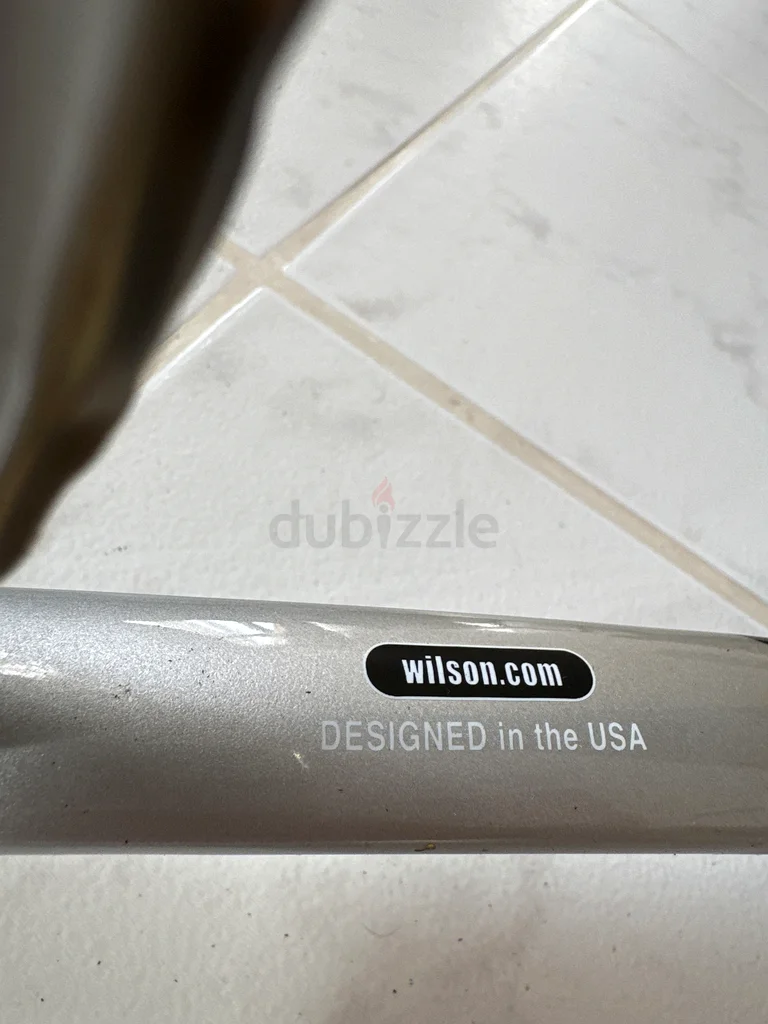 dubizzle
wilson.com
DESIGNED in the USA